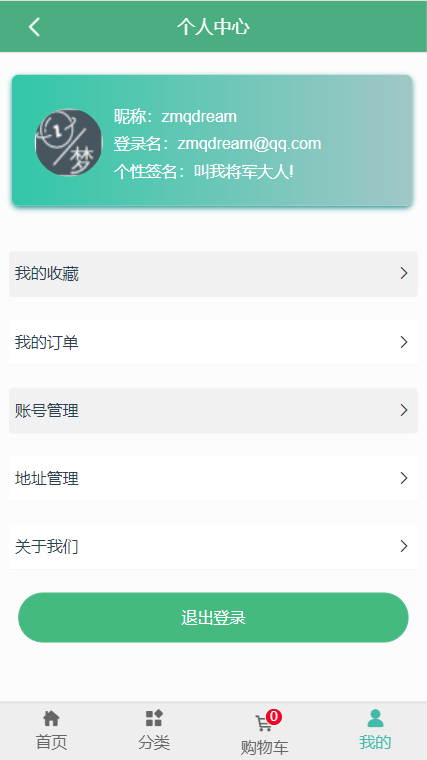 个人中心
梦
昵称：zmqdream
登录名：zmqdream@qq.com
个性签名：叫我将军大人!
我的收藏
我的订单
账号管理
地址管理
关于我们
退出登录
0
首页
分类
购物车
我的